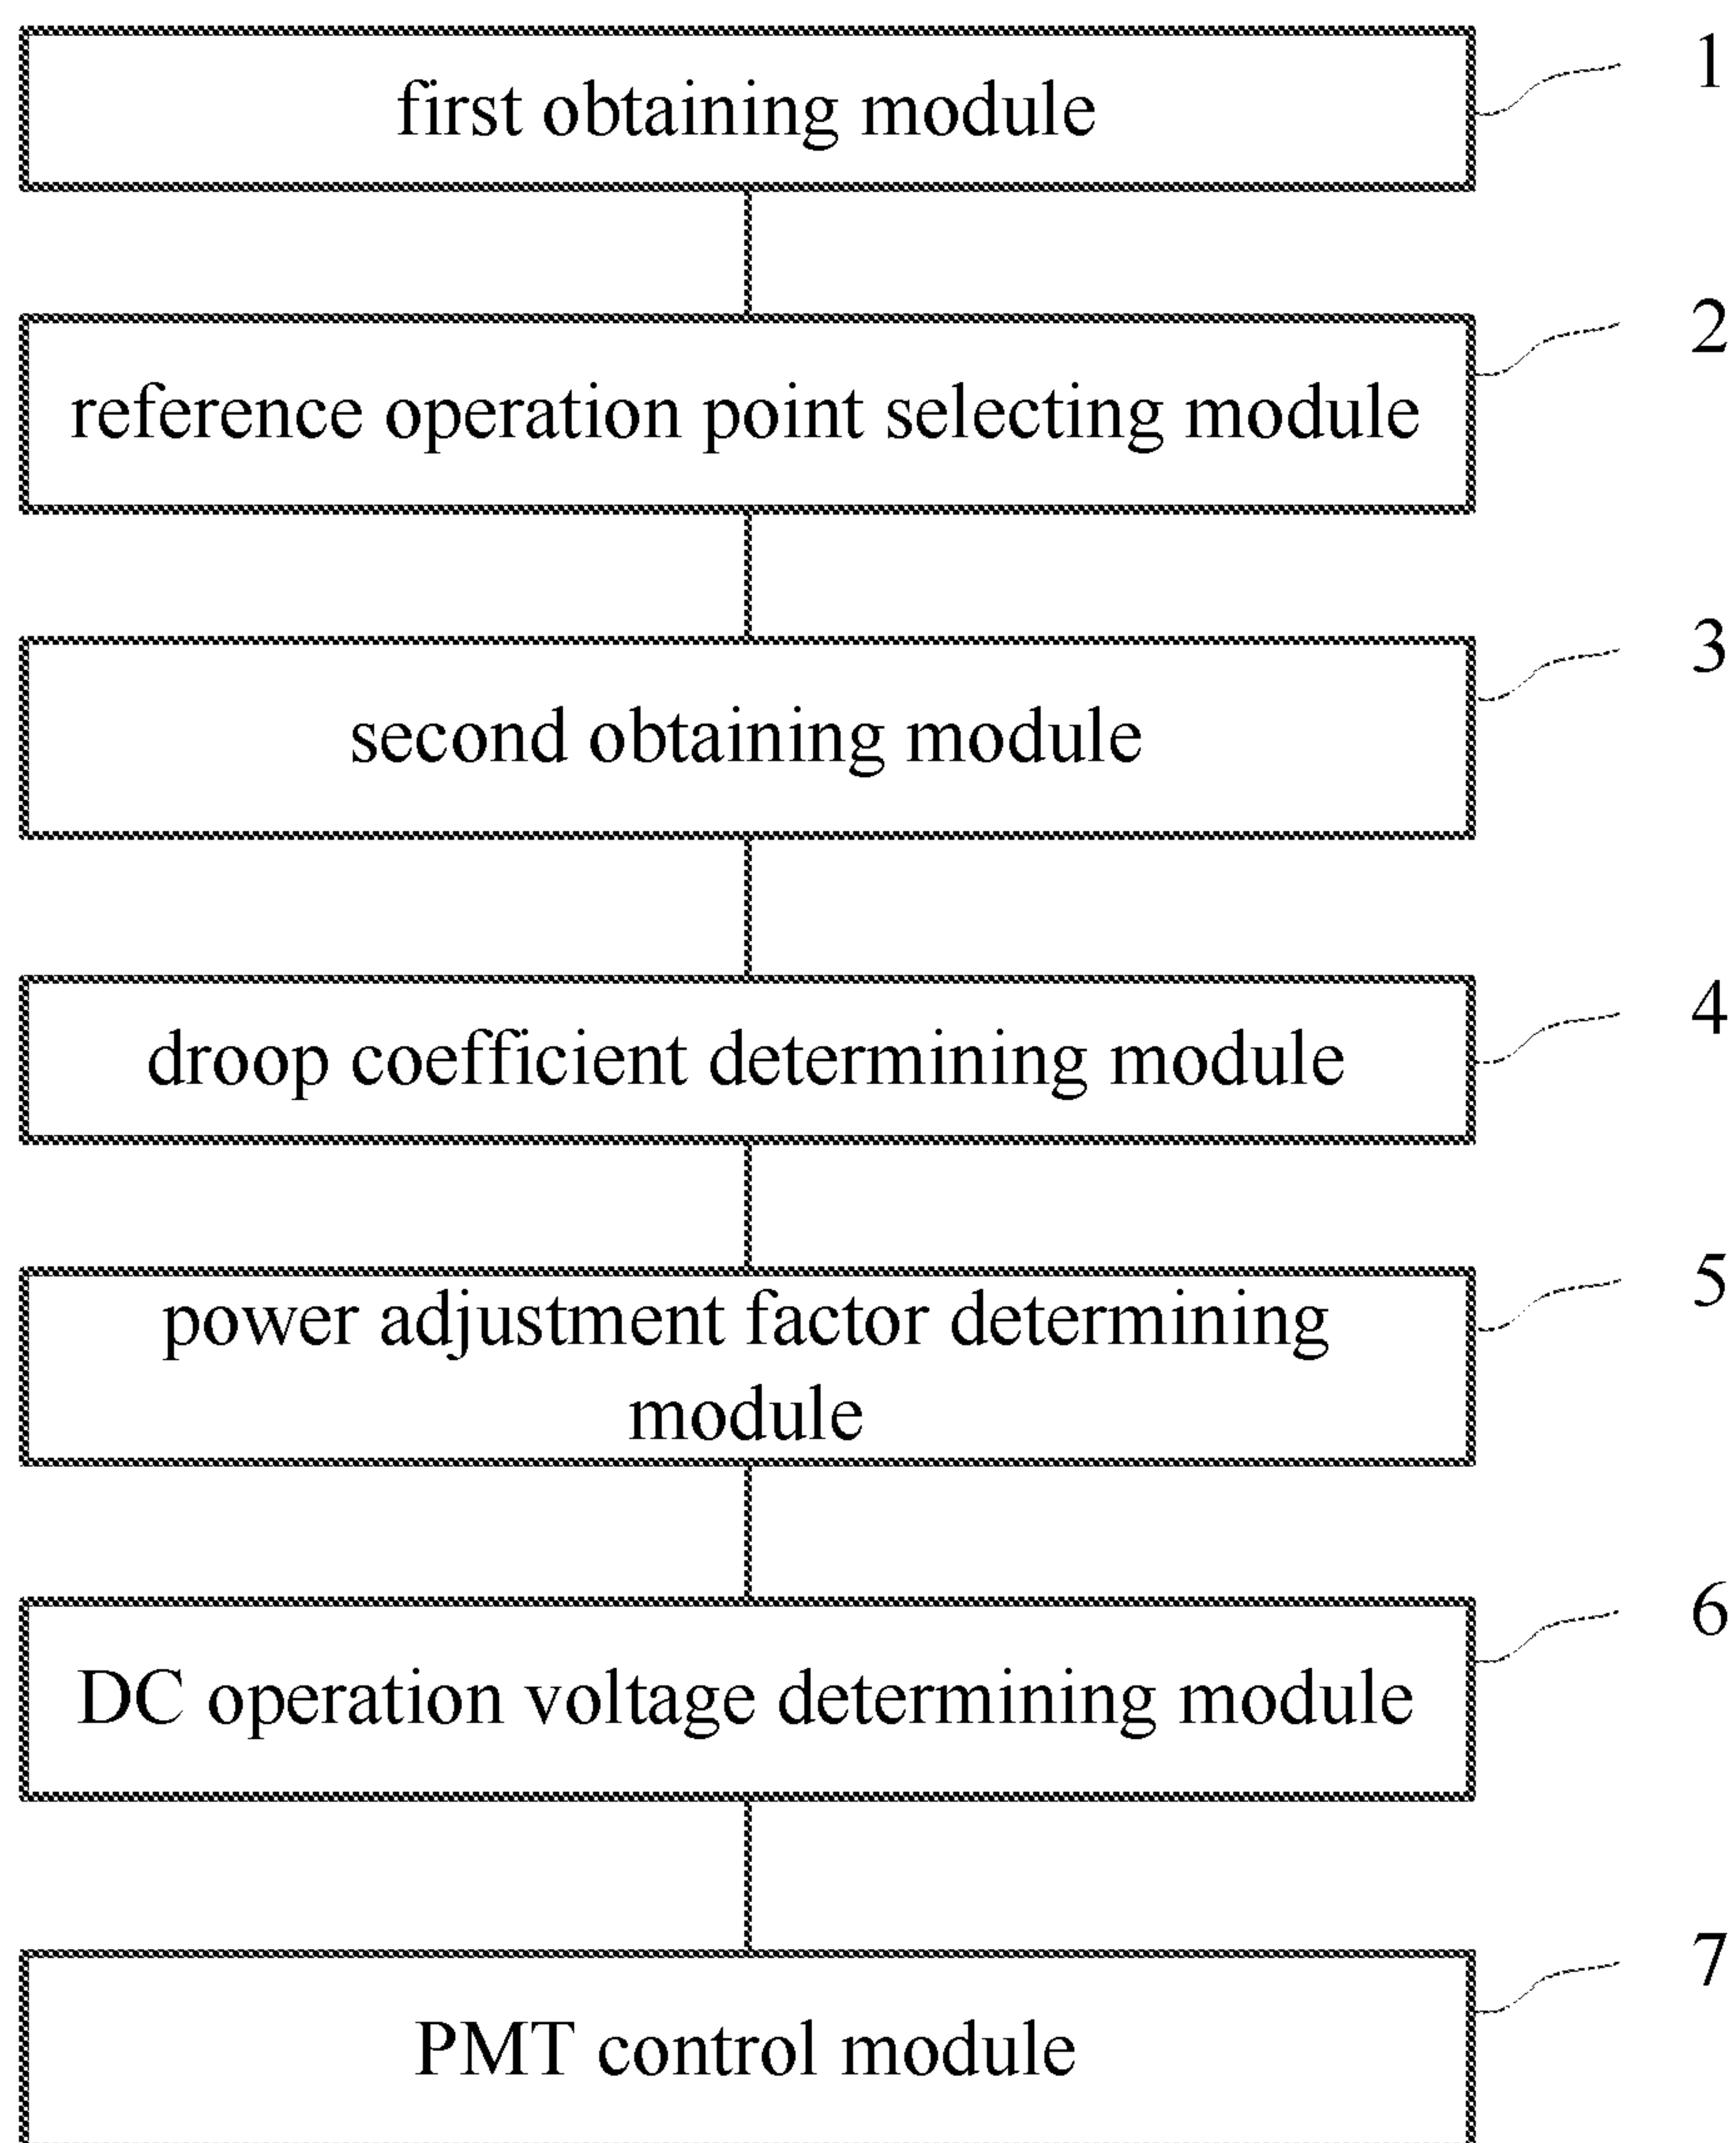 first obtaining module
1
reference operation point selecting module
2
second obtaining module
3
droop coefficient determining module
4
power adjustment factor determining
module
5
DC operation voltage determining module
6
PMT control module
7